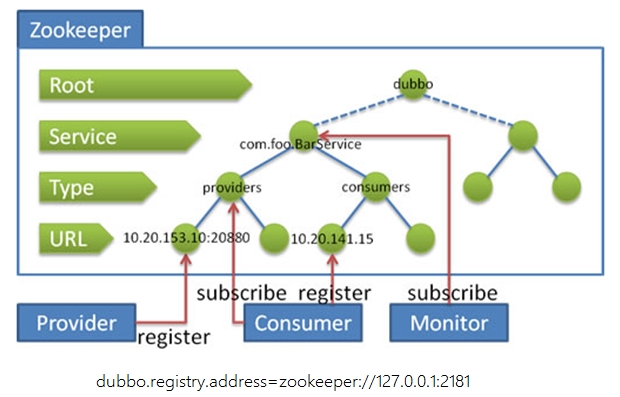 Zookeeper
Root
dubbo
Service
com.foo.BarService
Type
providers
consumers
URL
10.20.153.10:20880
10.20.141.15
subscribe
register
subscribe
Provider
register
Consumer
Monitor
dubbo.registry.address=zookeeper://127.0.0.1:2181